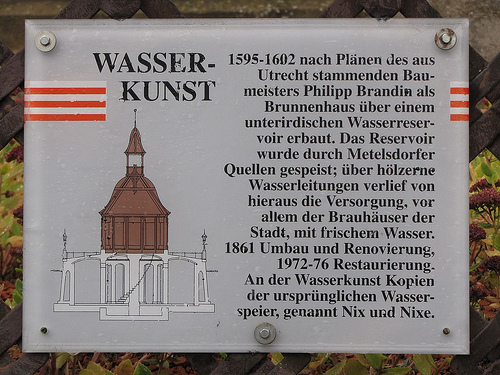 WASSER-
KUNST
1595-1602 nach Plänen des aus
Utrecht stammenden Bau-
meisters Philipp Brandin als
Brunnenhaus über einem
unterirdischen Wasserreser-
voir erbaut. Das Reservoir
wurde durch Metelsdorfer
Quellen gespeist; über hölzerne
Wasserleitungen verlief von
hieraus die Versorgung, vor
allem der Brauhäuser der
Stadt, mit frischem Wasser.
1861 Umbau und Renovierung,
1972-76 Restaurierung.
An der Wasserkunst Kopien
der ursprünglichen Wasser-
speier, genannt Nix und Nixe.